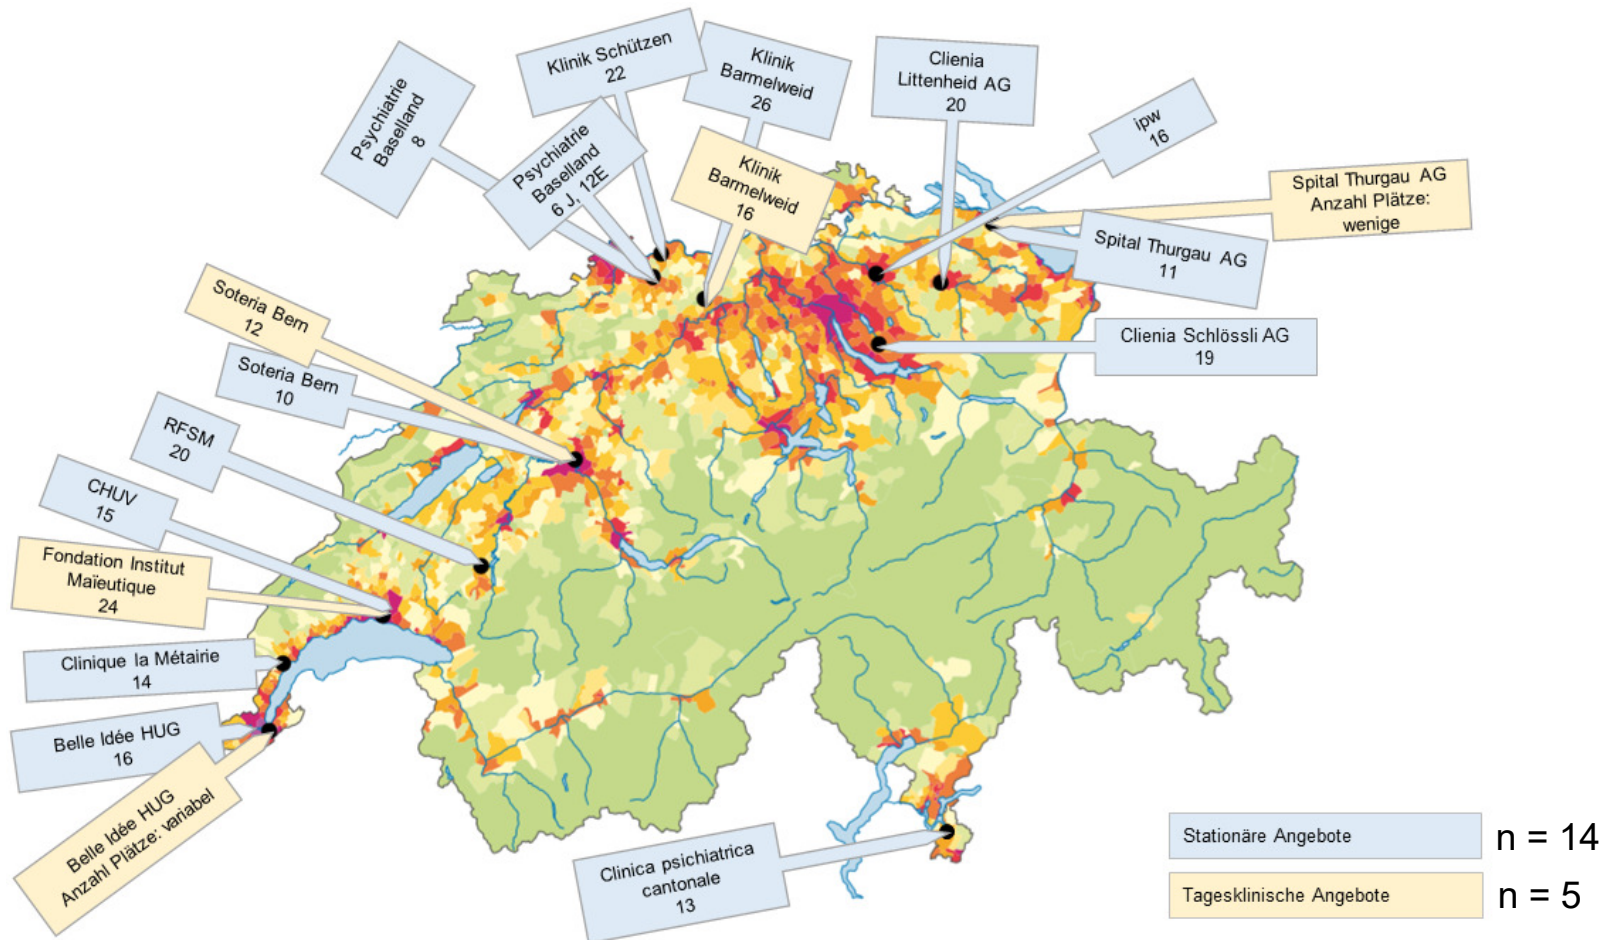 Psychiatrie
Baselland
8
Klinik Schützen
22
Klinik
Barmelweid
26
Clienia
Littenheid AG
20
ipw
16
Psychiatrie
Baselland
6 J, 12E
Klinik
Barmelweid
16
Spital Thurgau AG
Anzahl Plätze:
wenige
Spital Thurgau AG
11
Soteria Bern
12
Clienia Schlössli AG
19
Soteria Bern
10
RFSM
20
CHUV
15
Fondation Institut
Maïeutique
24
Clinique la Métairie
14
Belle Idée HUG
16
Belle Idée HUG
Anzahl Plätze: variabel
Clinica psichiatrica
cantonale
13
Stationäre Angebote n = 14
Tagesklinische Angebote n = 5